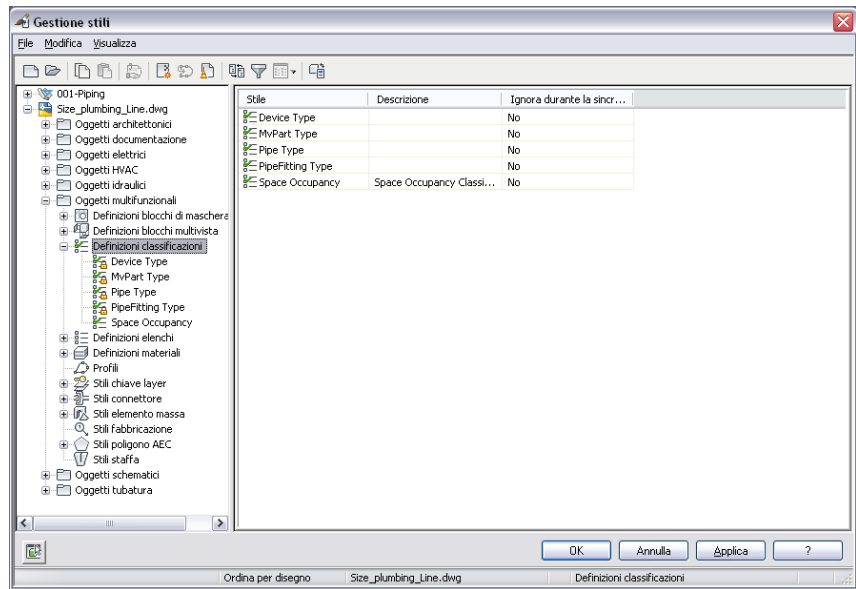 Gestione stili
File Modifica Visualizza
001-Piping
Size_plumbing_Line.dwg
Oggetti architettonici
Oggetti documentazione
Oggetti elettrici
Oggetti HVAC
Oggetti idraulici
Oggetti multifunzionali
Definizioni blocchi di maschera
Definizioni blocchi multivista
Definizioni classificazioni
Device Type
MvPart Type
Pipe Type
PipeFitting Type
Space Occupancy
Definizioni elenchi
Definizioni materiali
Profili
Stili chiave layer
Stili connettore
Stili elemento massa
Stili fabbricazione
Stili poligono AEC
Stili staffa
Oggetti schematici
Oggetti tubatura
Stile Descrizione Ignora durante la sincr...
Device Type No
MvPart Type No
Pipe Type No
PipeFitting Type No
Space Occupancy Space Occupancy Classi... No
OK Annulla Applica ?
Ordina per disegno Size_plumbing_Line.dwg Definizioni classificazioni